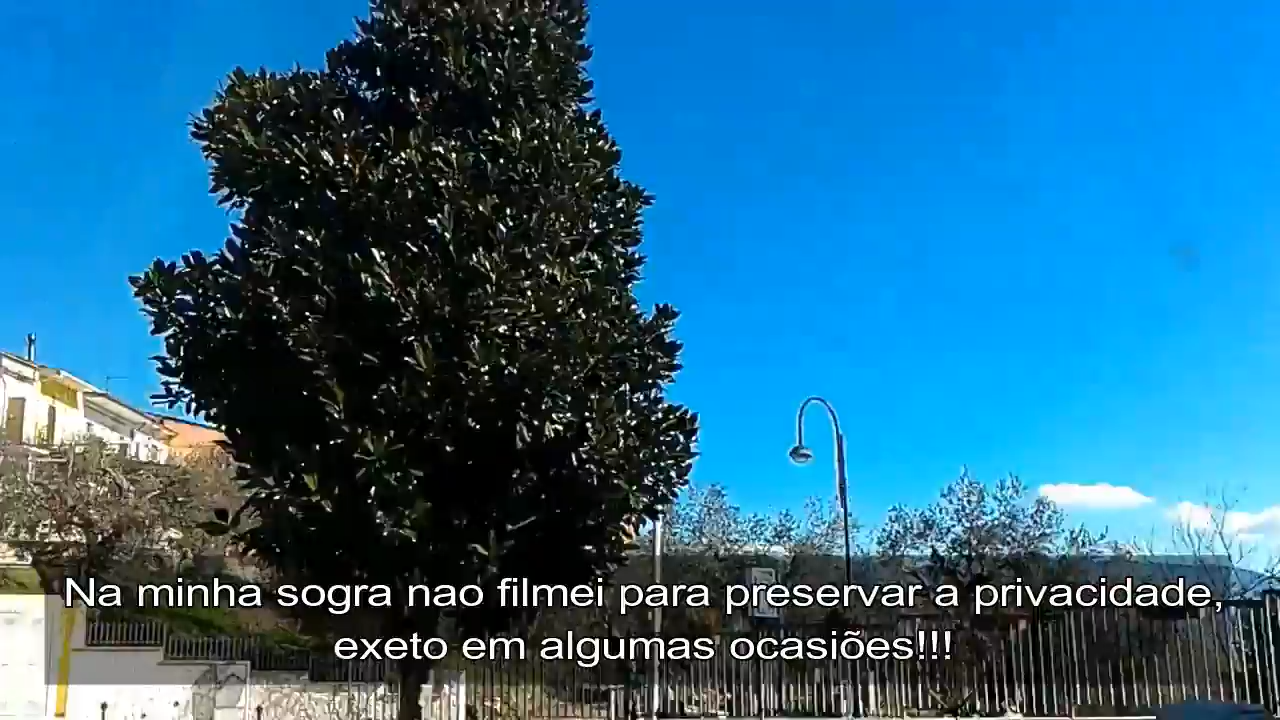 Na minha sogra nao filmei para preservar a privacidade,
exeto em algumas ocasiões!!!